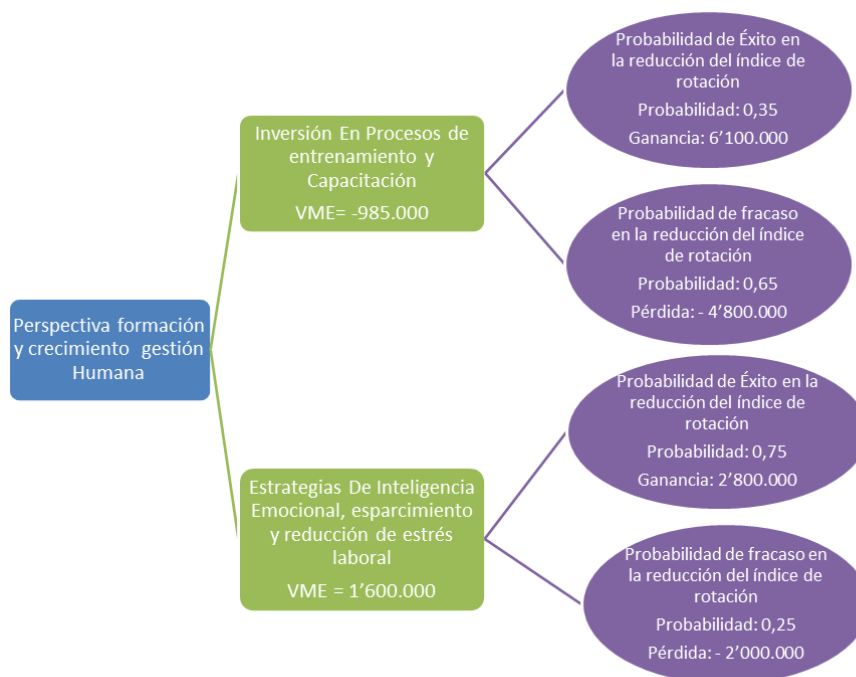 Perspectiva formación
y crecimiento gestión
Humana
Inversión En Procesos de
entrenamiento y
Capacitación
VME= -985.000
Probabilidad de Éxito en
la reducción del índice de
rotación
Probabilidad: 0,35
Ganancia: 6’100.000
Probabilidad de fracaso
en la reducción del índice
de rotación
Probabilidad: 0,65
Pérdida: - 4’800.000
Estrategias De Inteligencia
Emocional, esparcimiento
y reducción de estrés
laboral
VME = 1’600.000
Probabilidad de Éxito en la
reducción del índice de
rotación
Probabilidad: 0,75
Ganancia: 2’800.000
Probabilidad de fracaso en
la reducción del índice de
rotación
Probabilidad: 0,25
Pérdida: - 2’000.000